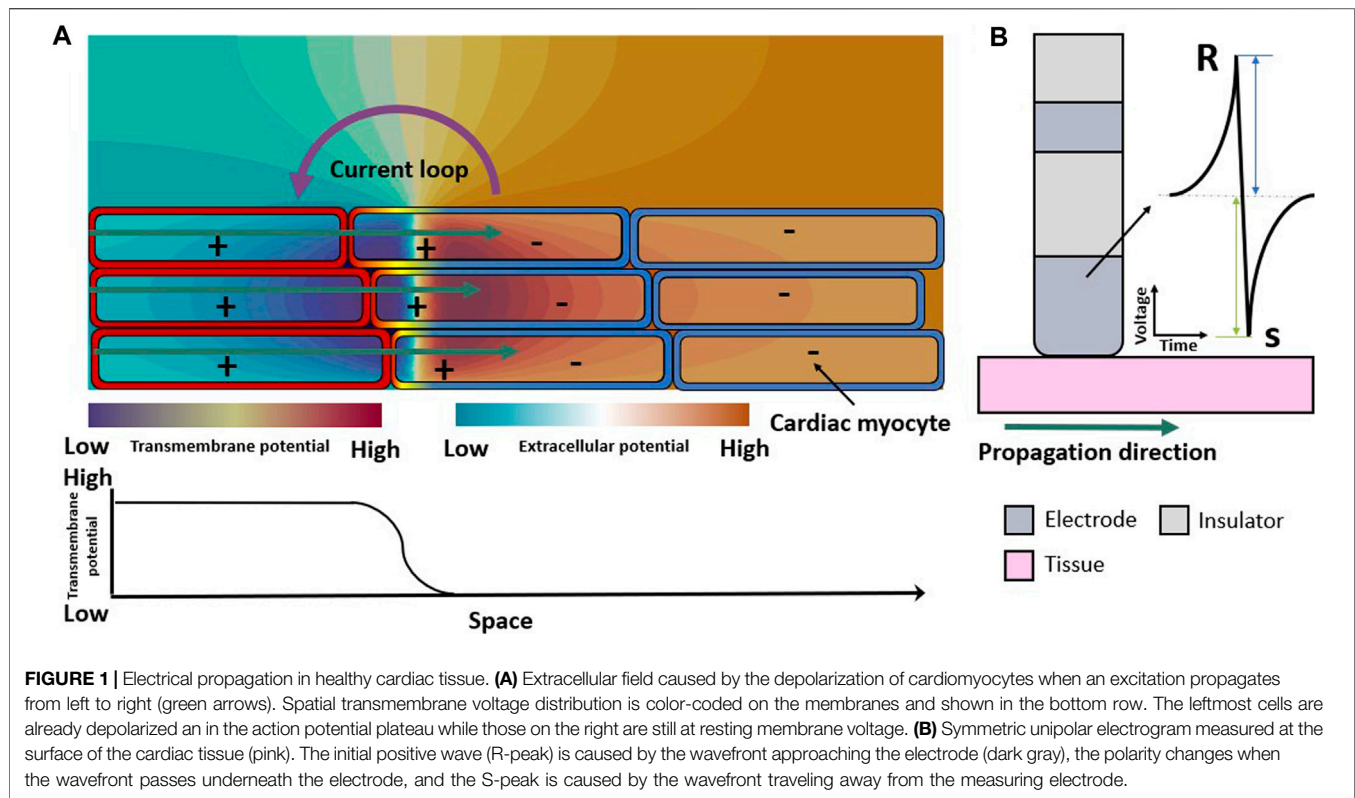 A
Current loop
+
+
-
-
+
+
-
-
+
+
-
-
Cardiac myocyte
Low
Transmembrane potential
High
Low
Extracellular potential
High
High
Transmembrane
potential
Low
Space
B
R
S
Voltage
Time
Propagation direction
Electrode
Insulator
Tissue
FIGURE 1 | Electrical propagation in healthy cardiac tissue. (A) Extracellular field caused by the depolarization of cardiomyocytes when an excitation propagates
from left to right (green arrows). Spatial transmembrane voltage distribution is color-coded on the membranes and shown in the bottom row. The leftmost cells are
already depolarized an in the action potential plateau while those on the right are still at resting membrane voltage. (B) Symmetric unipolar electrogram measured at the
surface of the cardiac tissue (pink). The initial positive wave (R-peak) is caused by the wavefront approaching the electrode (dark gray), the polarity changes when
the wavefront passes underneath the electrode, and the S-peak is caused by the wavefront traveling away from the measuring electrode.